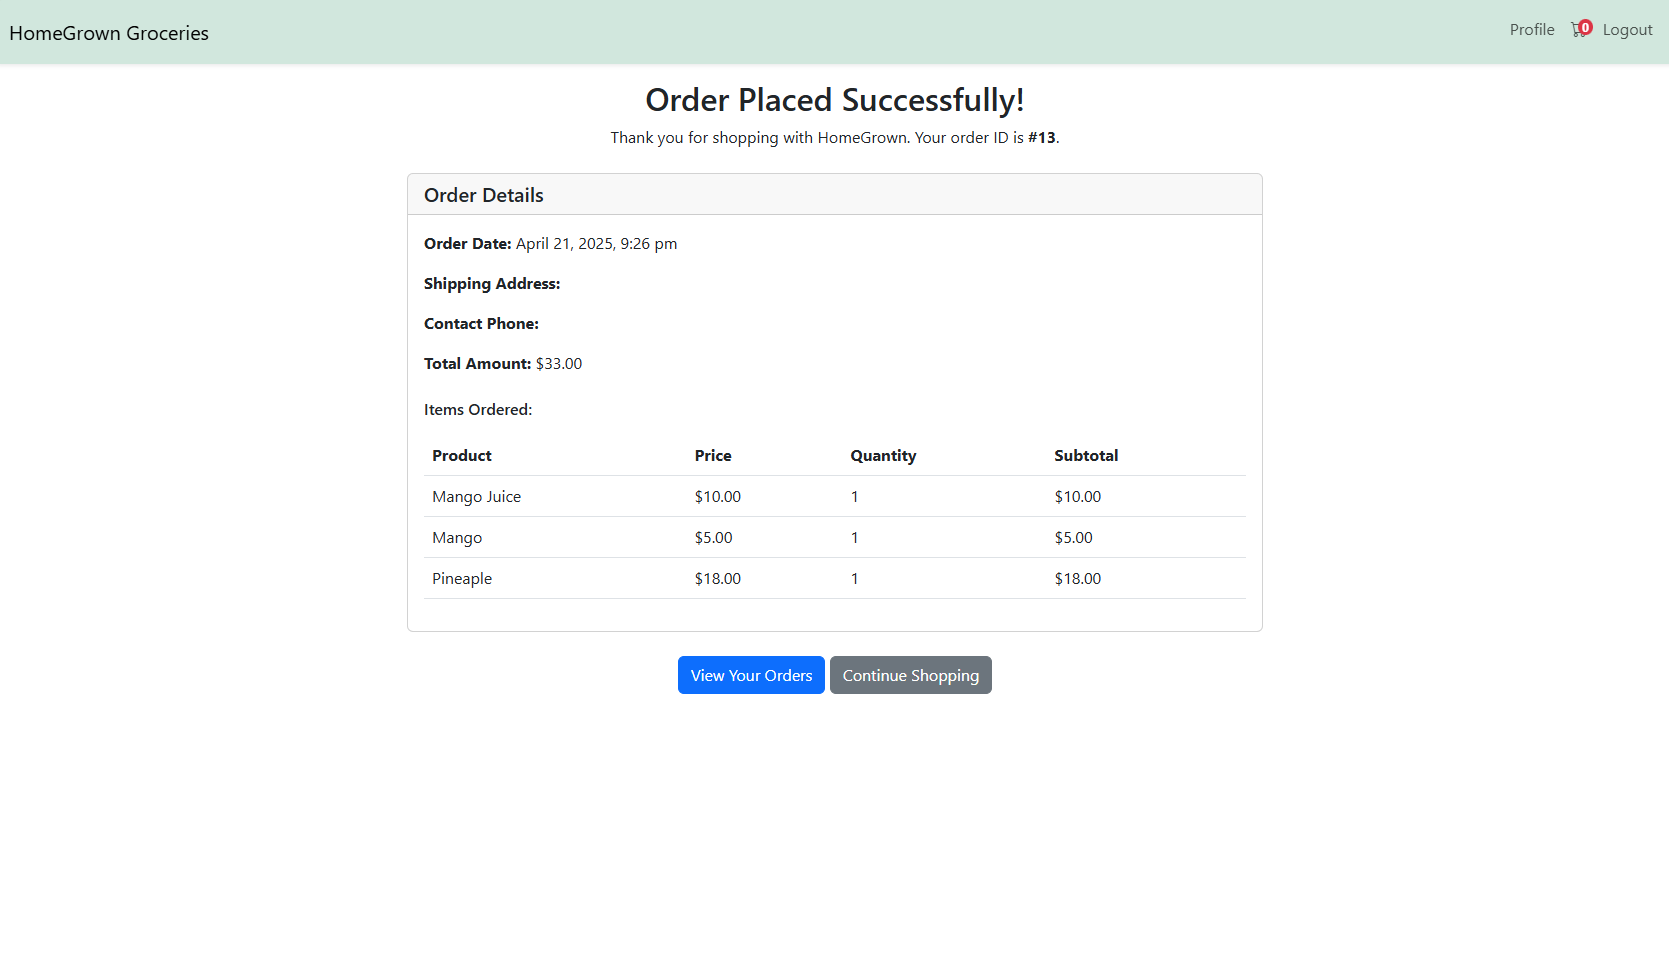 HomeGrown Groceries
Profile 0 Logout
Order Placed Successfully!
Thank you for shopping with HomeGrown. Your order ID is #13.
Order Details
Order Date: April 21, 2025, 9:26 pm
Shipping Address:
Contact Phone:
Total Amount: $33.00
Items Ordered:
Product Price Quantity Subtotal
Mango Juice $10.00 1 $10.00
Mango $5.00 1 $5.00
Pineaple $18.00 1 $18.00
View Your Orders Continue Shopping